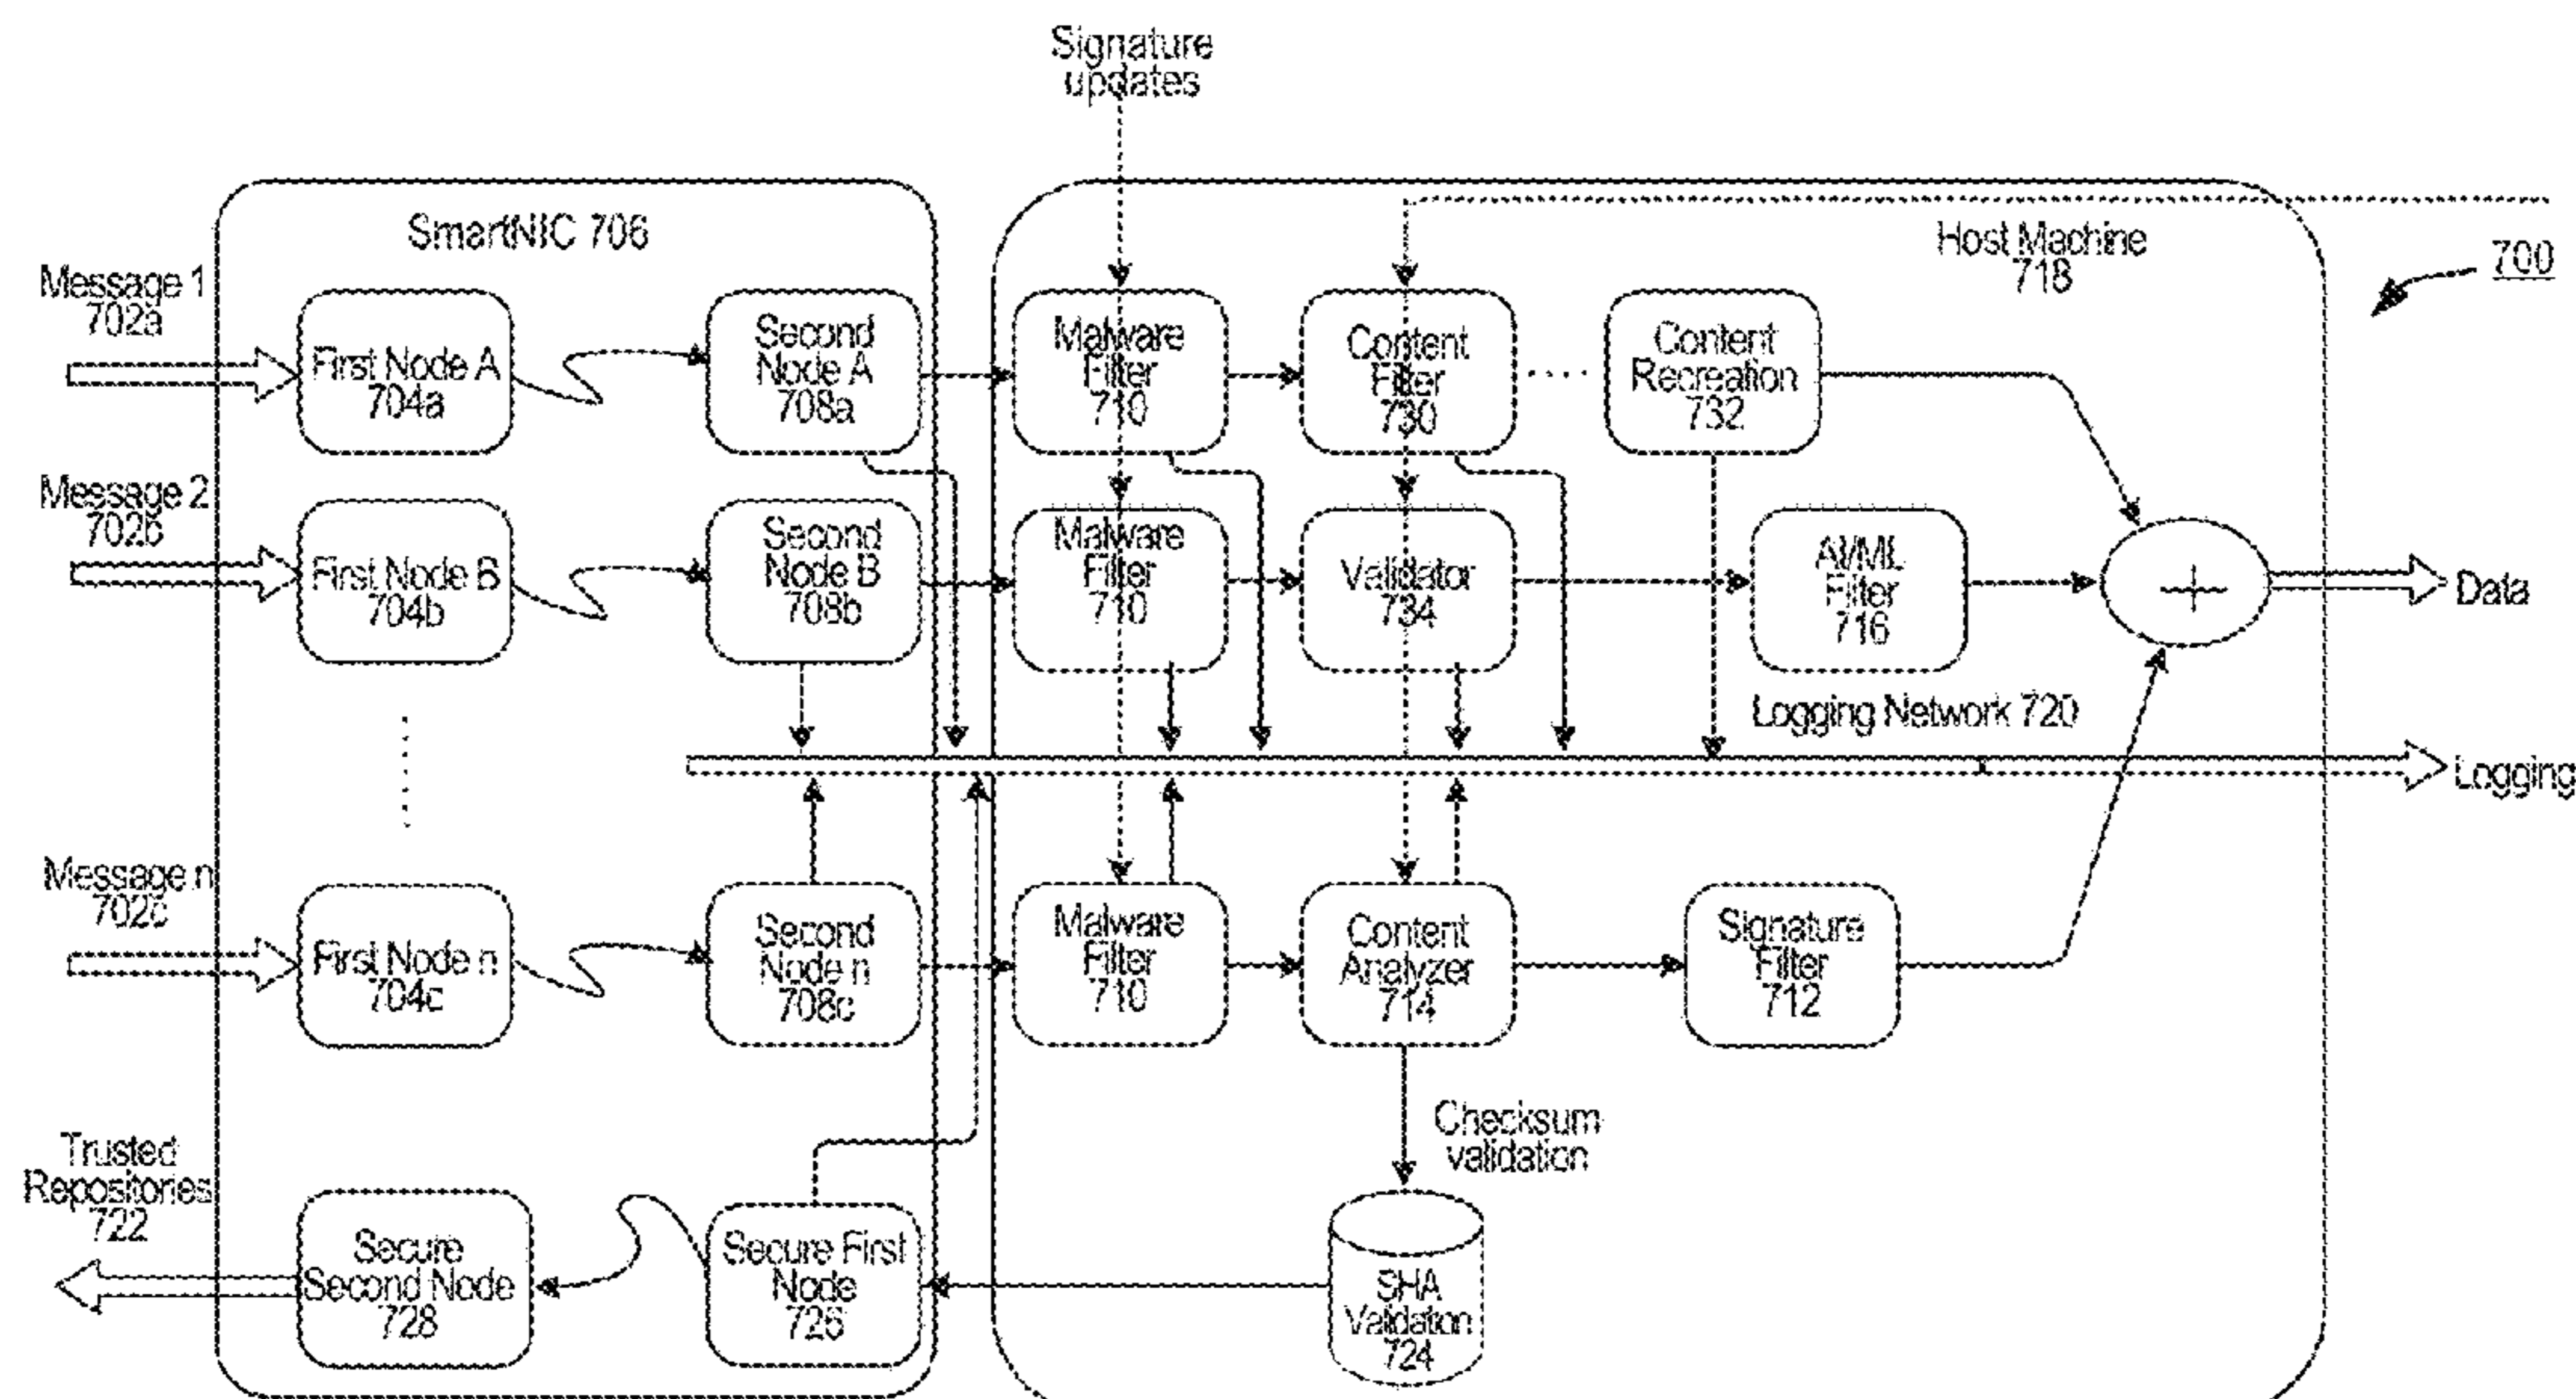 Signature
updates
SmartNIC 706
Host Machine
718
700
Message 1
702a
First Node A
704a
Second
Node A
708a
Malware
Filter
710
Content
Filter
730
Content
Recreation
732
Message 2
702b
First Node B
704b
Second
Node B
708b
Malware
Filter
710
Validator
734
AI/ML
Filter
716
Data
Logging Network 720
Logging
Message n
702c
First Node n
704c
Second
Node n
708c
Malware
Filter
710
Content
Analyzer
714
Signature
Filter
712
Checksum
validation
Trusted
Repositories
722
Secure
Second Node
728
Secure First
Node
726
SHA
Validation
724